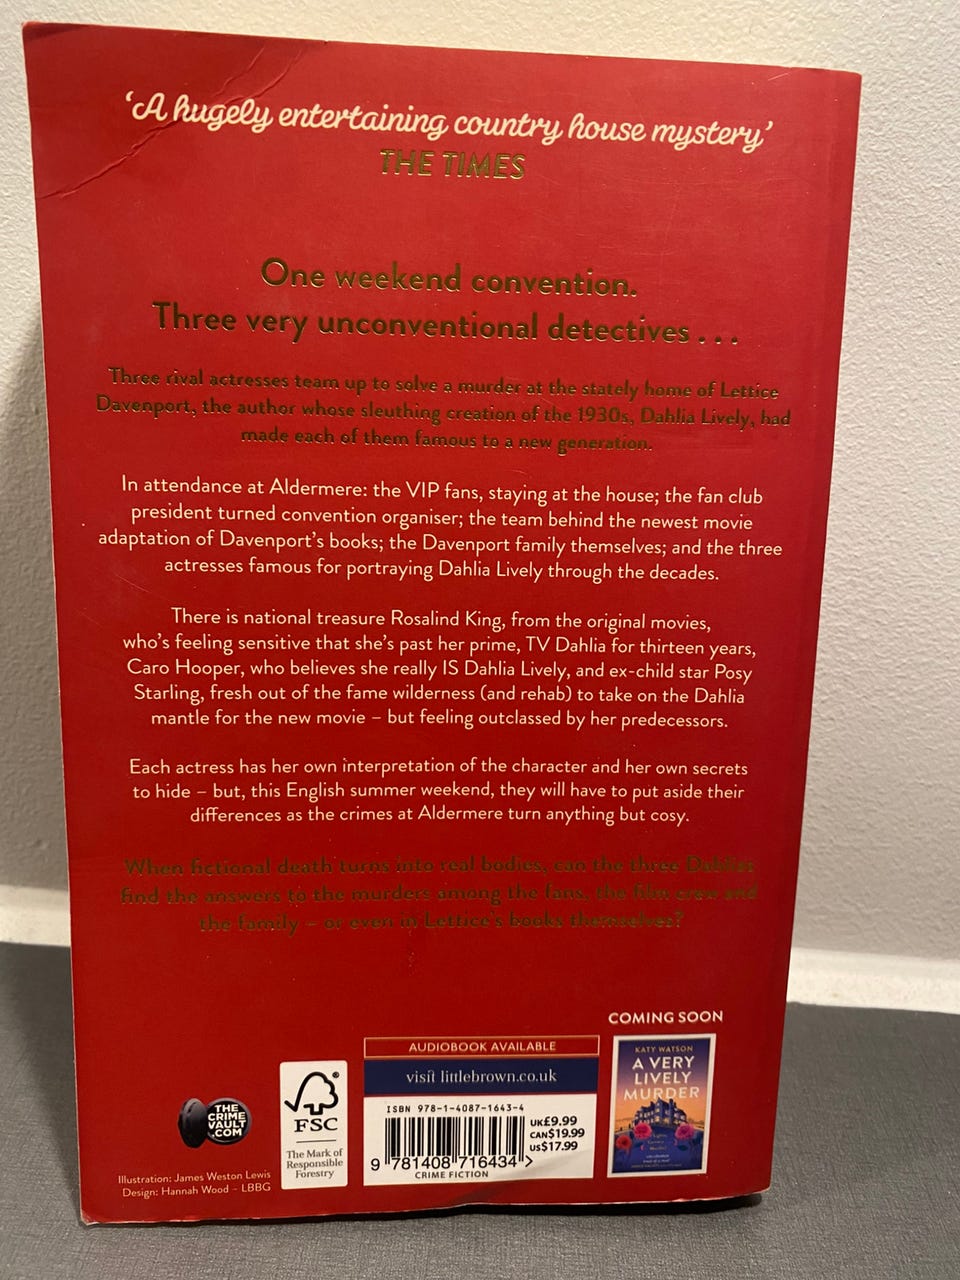 ‘A hugely entertaining country house mystery’
THE TIMES
One weekend convention.
Three very unconventional detectives . . .
Three rival actresses team up to solve a murder at the stately home of Lettice
Davenport, the author whose sleuthing creation of the 1930s, Dahlia Lively, had
made each of them famous to a new generation.
In attendance at Aldermere: the VIP fans, staying at the house; the fan club
president turned convention organiser; the team behind the newest movie
adaptation of Davenport’s books; the Davenport family themselves; and the three
actresses famous for portraying Dahlia Lively through the decades.
There is national treasure Rosalind King, from the original movies,
who’s feeling sensitive that she’s past her prime, TV Dahlia for thirteen years,
Caro Hooper, who believes she really IS Dahlia Lively, and ex-child star Posy
Starling, fresh out of the fame wilderness (and rehab) to take on the Dahlia
mantle for the new movie – but feeling outclassed by her predecessors.
Each actress has her own interpretation of the character and her own secrets
to hide – but, this English summer weekend, they will have to put aside their
differences as the crimes at Aldermere turn anything but cosy.
When fictional death turns into real bodies, can the three Dahlias
find the answers to the murders among the fans, the film crew and
the family – or even in Lettice’s books themselves?
THE
CRIME
VAULT
.COM
Illustration: James Weston Lewis
Design: Hannah Wood – LBBG
®
FSC
The Mark of
Responsible
Forestry
AUDIOBOOK AVAILABLE
visit littlebrown.co.uk
ISBN 978-1-4087-1643-4
UK£9.99
CAN$19.99
US$17.99
9 781408 716434 >
CRIME FICTION
COMING SOON
KATY WATSON
A VERY
LIVELY
MURDER